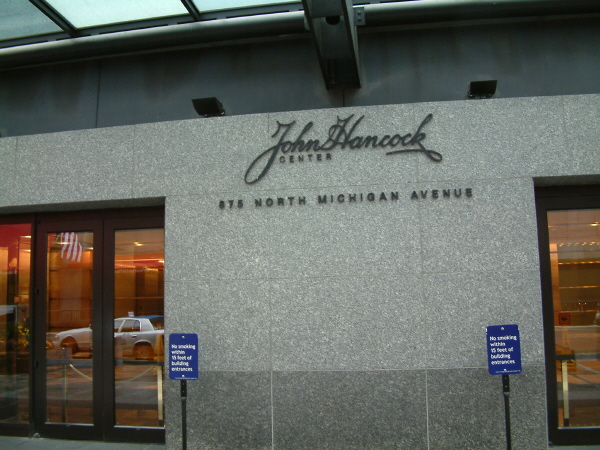 John Hancock
CENTER
875 NORTH MICHIGAN AVENUE
No smoking
within
15 feet of
building
entrances
No smoking
within
15 feet of
building
entrances